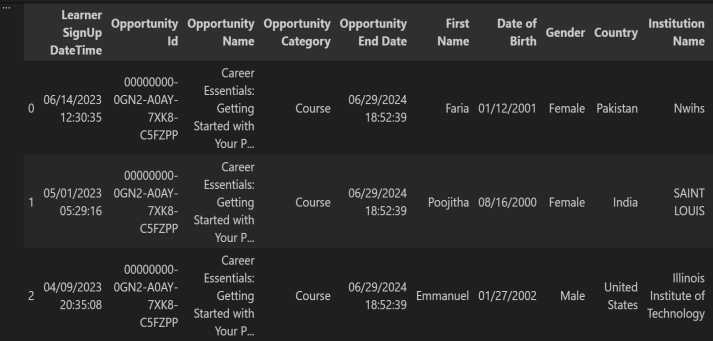 ...
Learner SignUp DateTime Opportunity Id Opportunity Name Opportunity Category Opportunity End Date First Name Date of Birth Gender Country Institution Name
0 06/14/2023 12:30:35 00000000-0GN2-A0AY-7XK8-C5FZPP Career Essentials: Getting Started with Your P... Course 06/29/2024 18:52:39 Faria 01/12/2001 Female Pakistan Nwihs
1 05/01/2023 05:29:16 00000000-0GN2-A0AY-7XK8-C5FZPP Career Essentials: Getting Started with Your P... Course 06/29/2024 18:52:39 Poojitha 08/16/2000 Female India SAINT LOUIS
2 04/09/2023 20:35:08 00000000-0GN2-A0AY-7XK8-C5FZPP Career Essentials: Getting Started with Your P... Course 06/29/2024 18:52:39 Emmanuel 01/27/2002 Male United States Illinois Institute of Technology